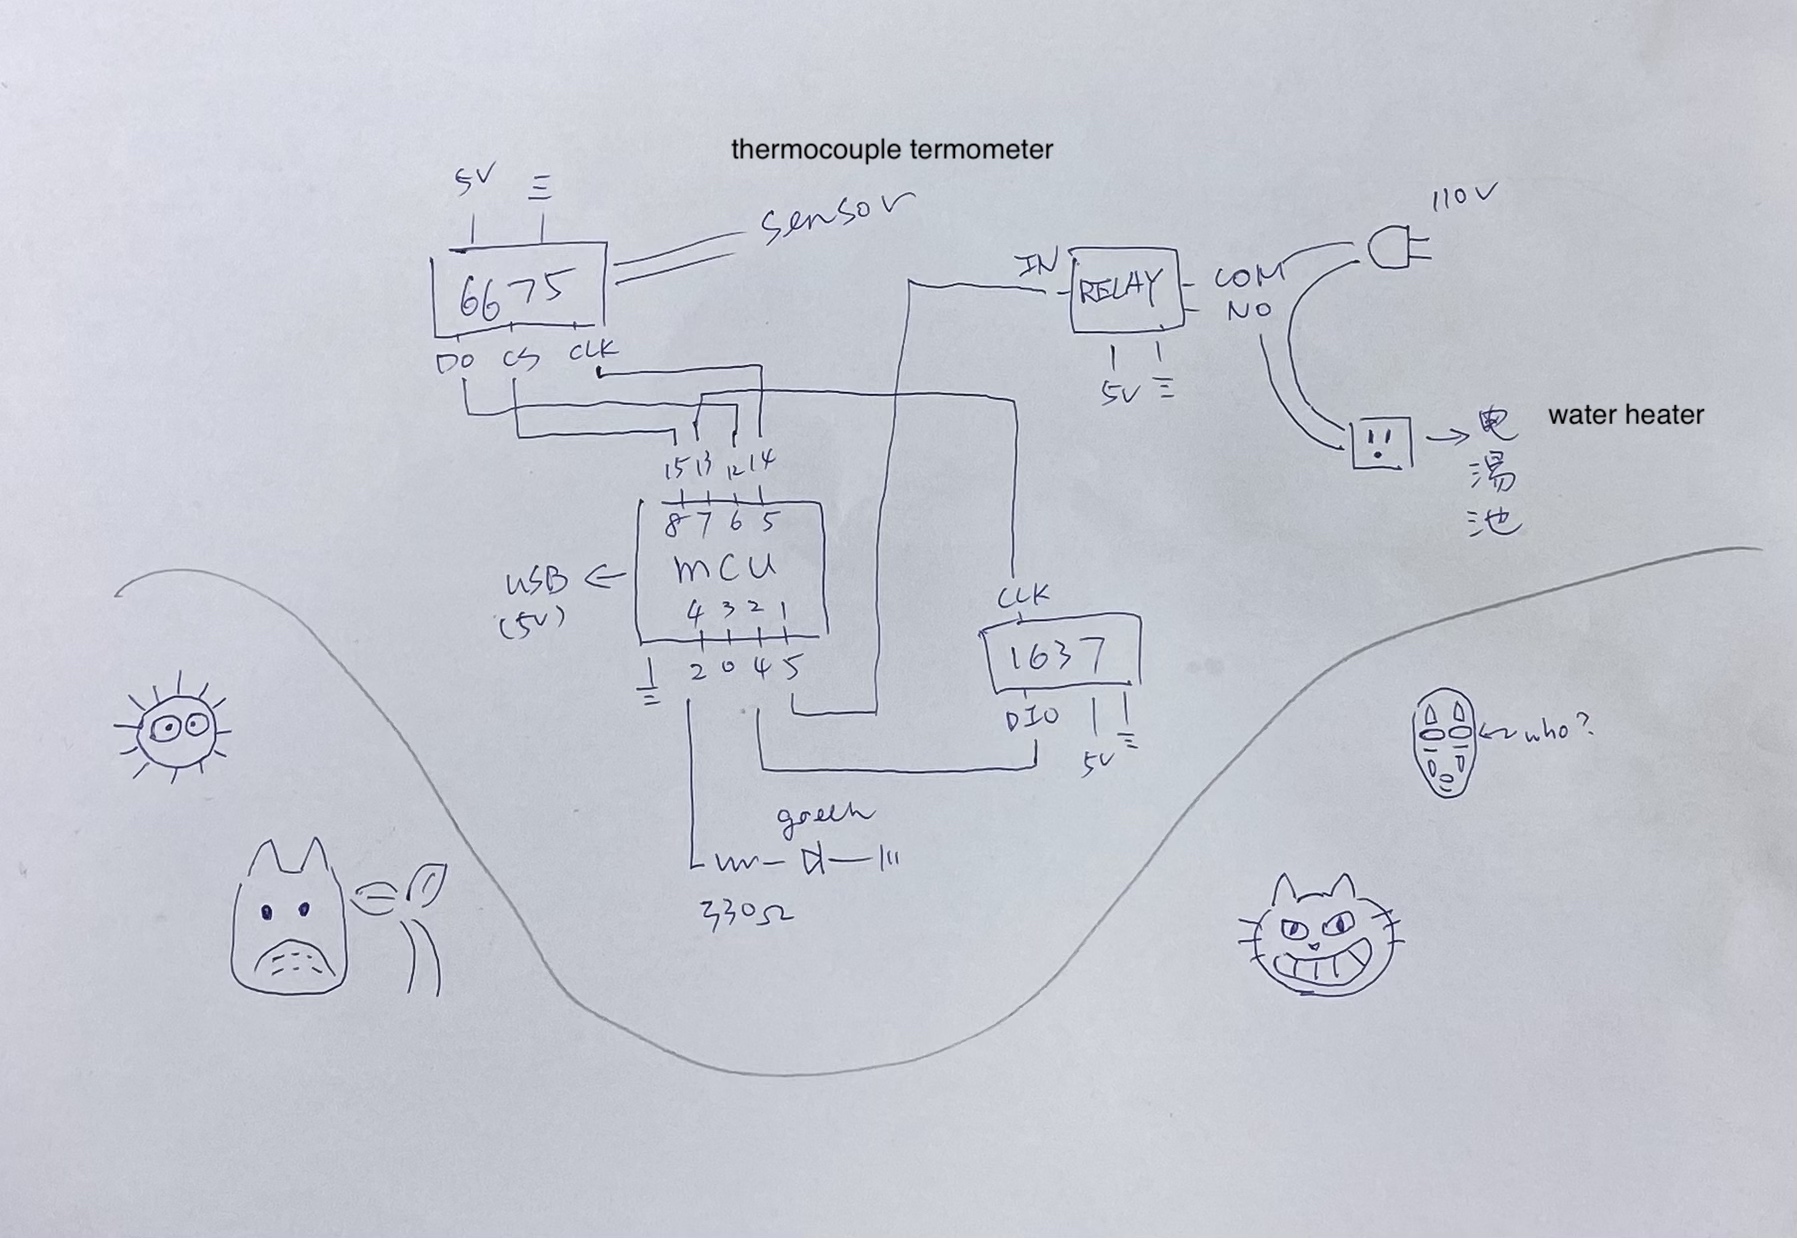 thermocouple termometer
5V
sensor
6675
DO CS CLK
110V
IN
RELAY
COM
NO
5V
water heater
电
湯
池
15 13 12 14
8 7 6 5
MCU
4 3 2 1
2 0 4 5
USB
(5V)
CLK
1637
DIO
5V
who?
green
330Ω